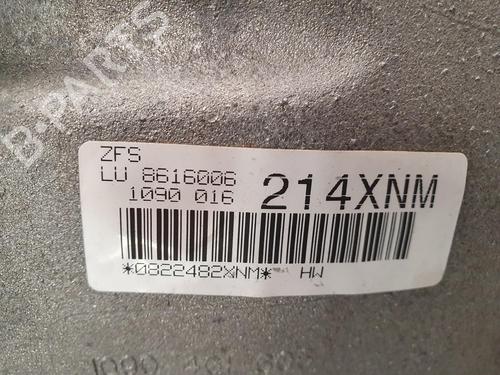 B-PARTS
ZFS
LU 8616006
1090 016
214XNM
*0822482XNM* HW